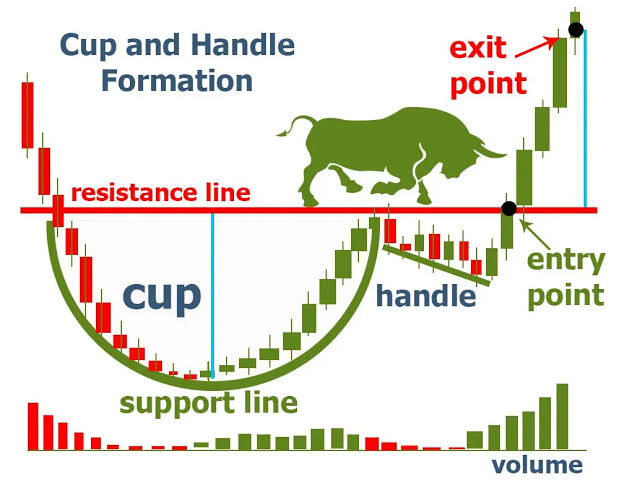 Cup and Handle
Formation
exit
point
resistance line
cup
handle
entry
point
support line
volume